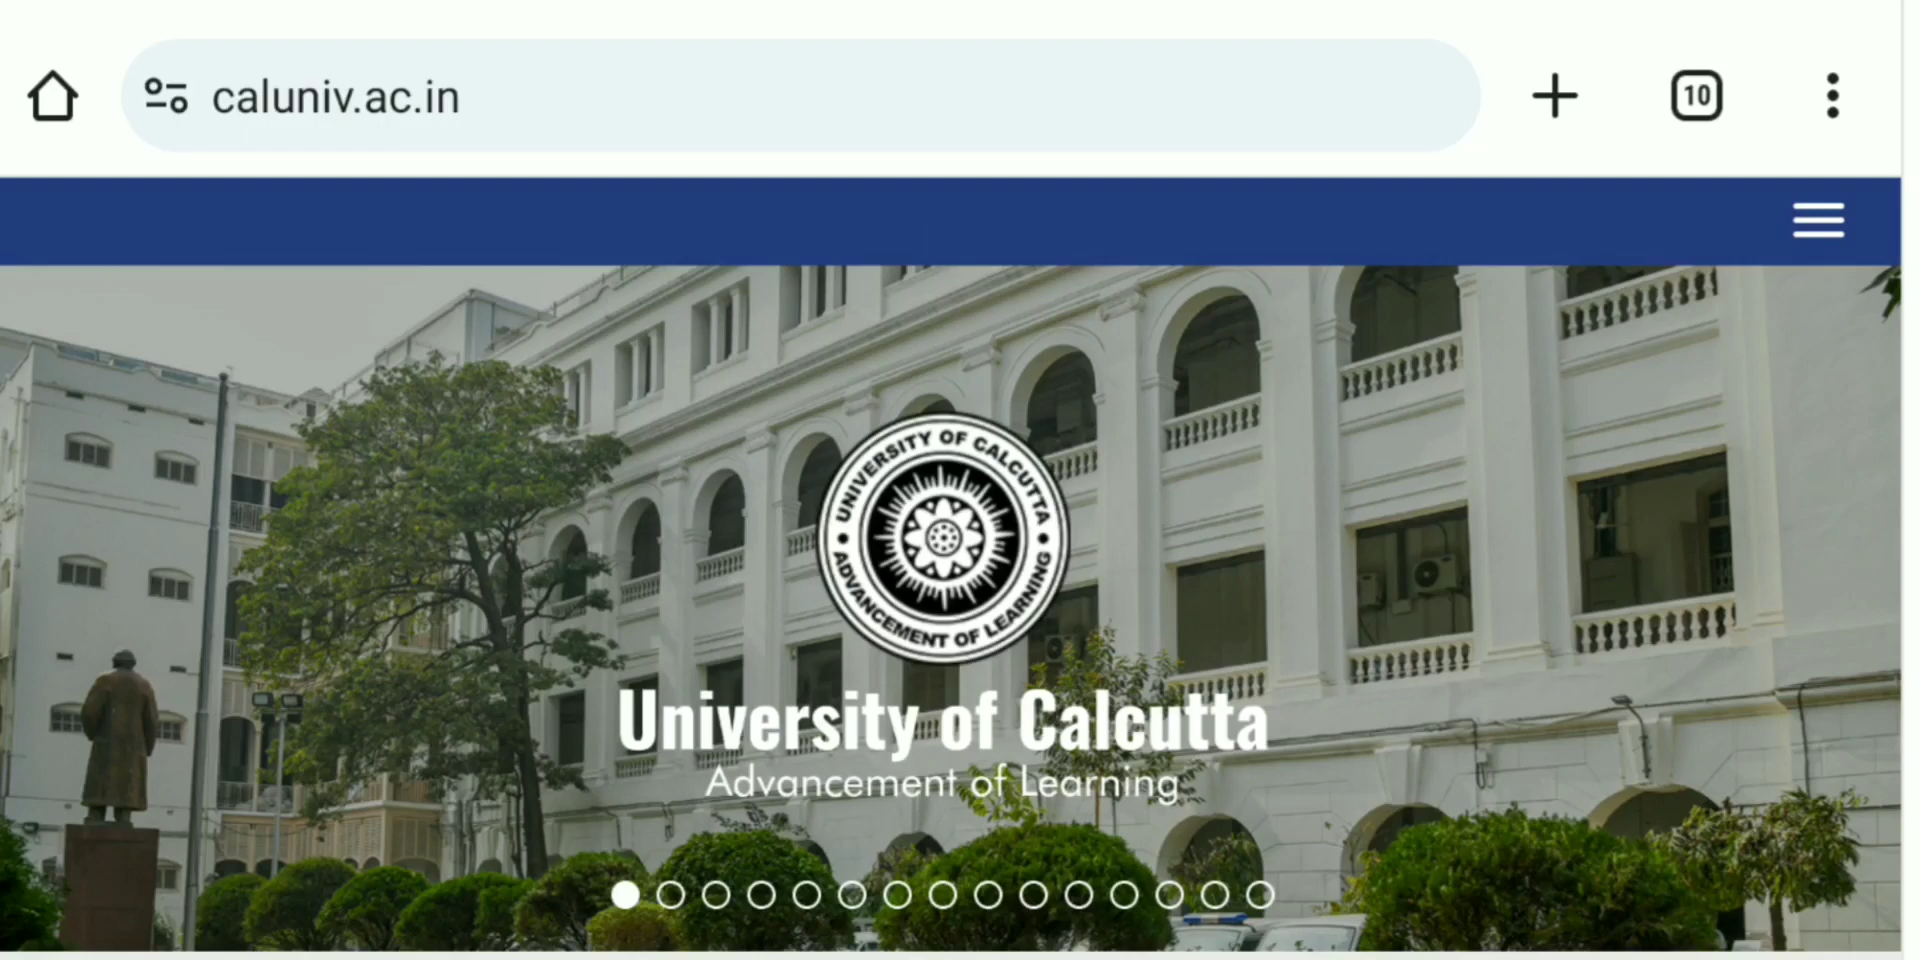 caluniv.ac.in
10
UNIVERSITY OF CALCUTTA
ADVANCEMENT OF LEARNING
University of Calcutta
Advancement of Learning